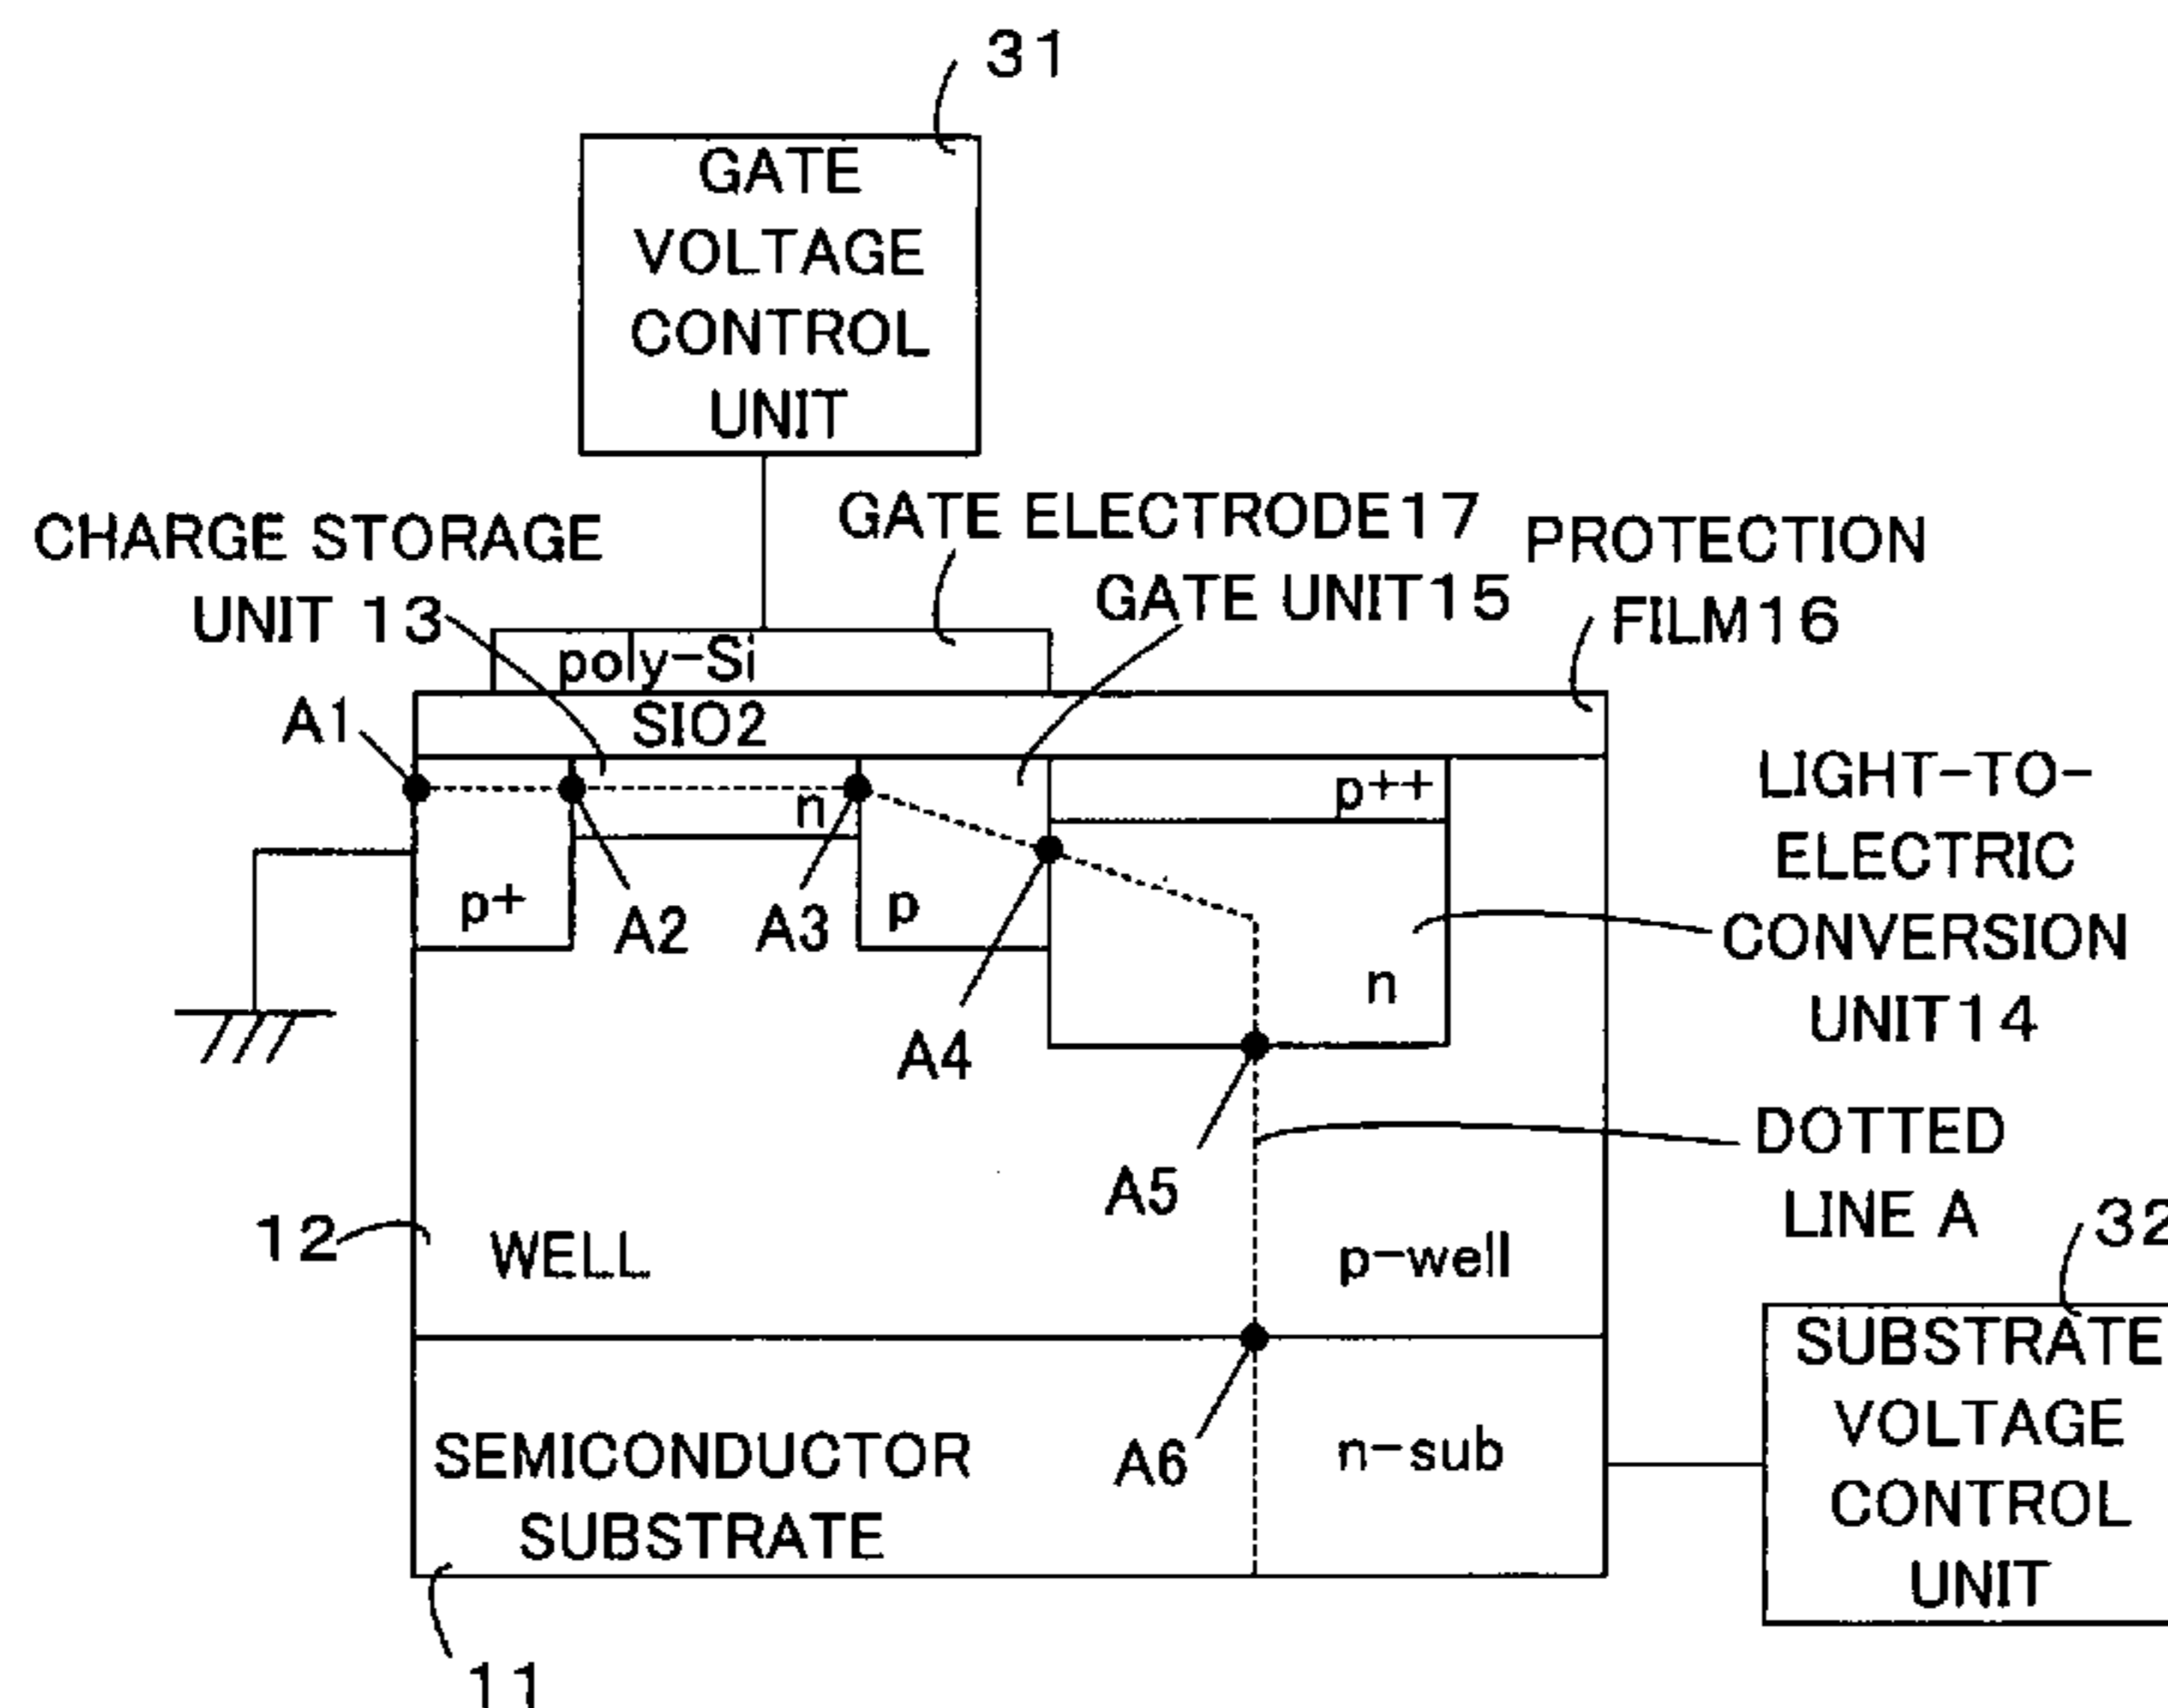 31
GATE
VOLTAGE
CONTROL
UNIT
CHARGE STORAGE
UNIT 13
GATE ELECTRODE17
GATE UNIT15
PROTECTION
FILM16
poly-Si
SIO2
A1
n
p++
p+
A2
A3
p
n
A4
LIGHT-TO-
ELECTRIC
CONVERSION
UNIT14
A5
DOTTED
LINE A
12
WELL
p-well
32
SUBSTRATE
VOLTAGE
CONTROL
UNIT
SEMICONDUCTOR
SUBSTRATE
A6
n-sub
11